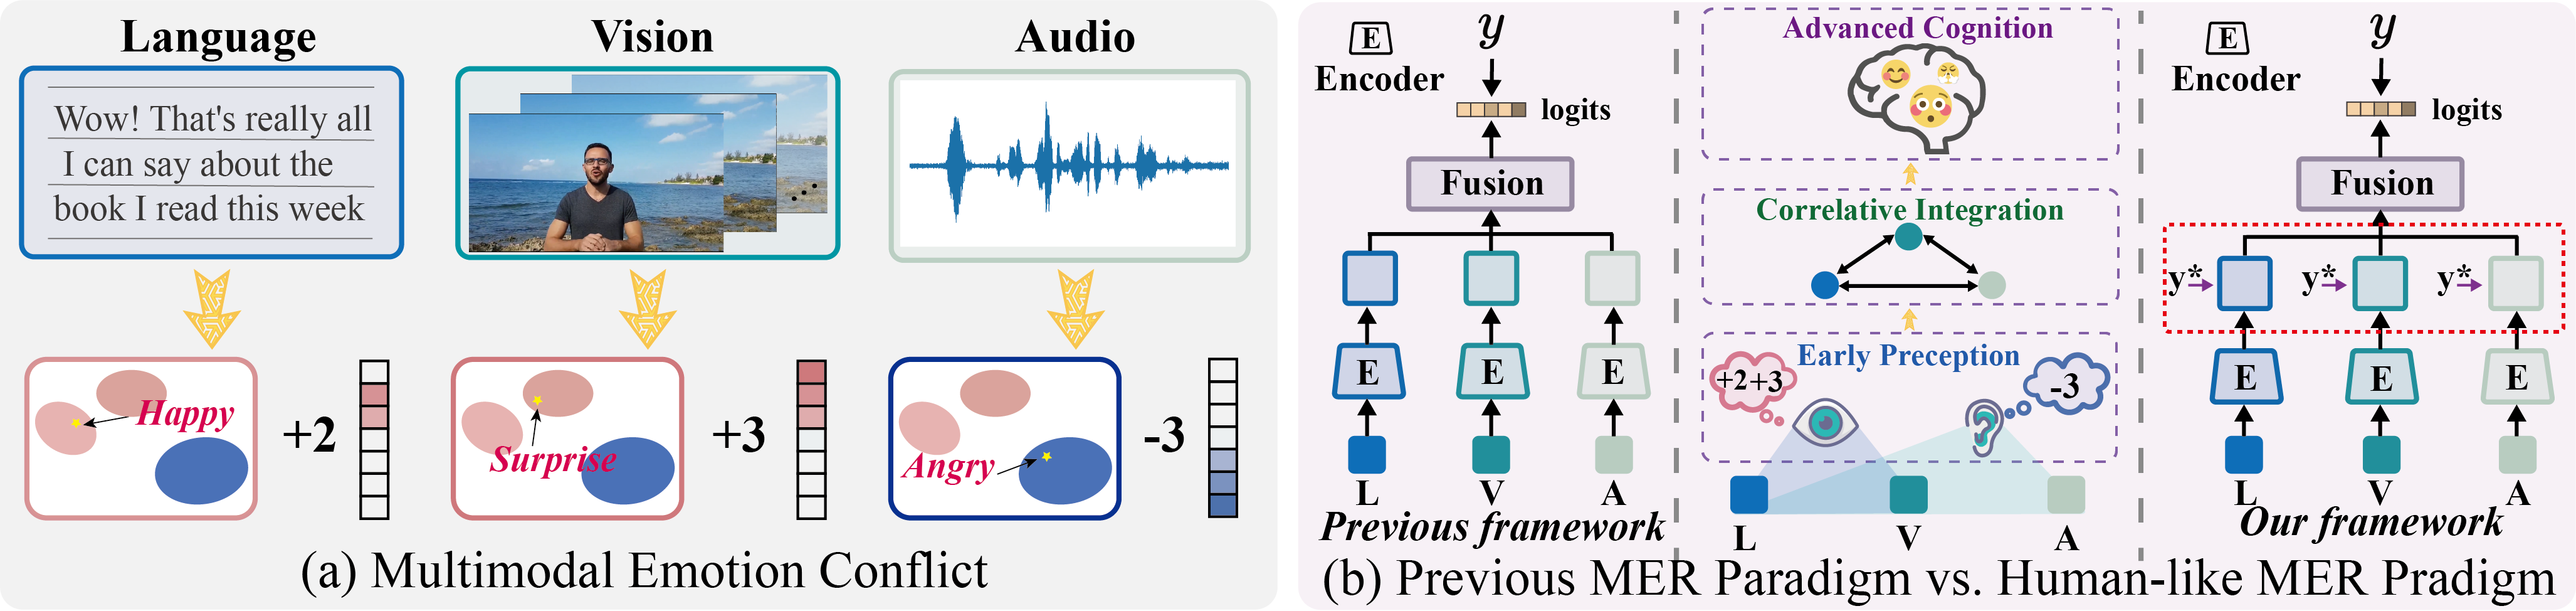 Language
Vision
Audio
Wow! That's really all
I can say about the
book I read this week
Happy
+2
Surprise
+3
Angry
-3
(a) Multimodal Emotion Conflict
E
Encoder
y
logits
Fusion
E
E
E
L
V
A
Previous framework
Advanced Cognition
Correlative Integration
Early Preception
+2+3
-3
L
V
A
E
Encoder
y
logits
Fusion
y*
y*
y*
E
E
E
L
V
A
Our framework
(b) Previous MER Paradigm vs. Human-like MER Pradigm